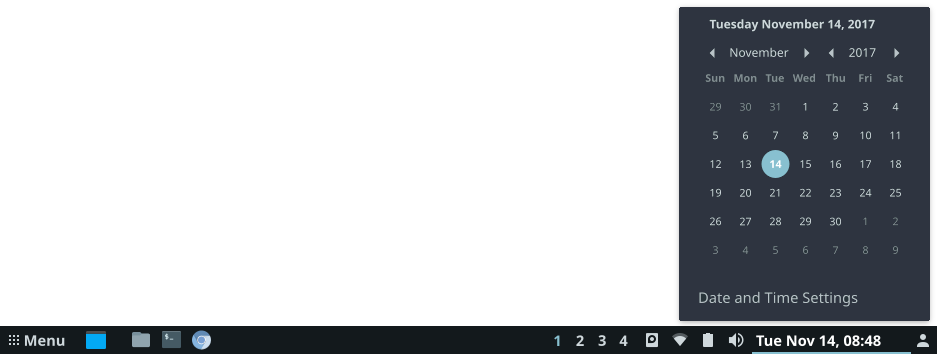 Tuesday November 14, 2017
November 2017
Sun Mon Tue Wed Thu Fri Sat
29 30 31 1 2 3 4
5 6 7 8 9 10 11
12 13 14 15 16 17 18
19 20 21 22 23 24 25
26 27 28 29 30 1 2
3 4 5 6 7 8 9
Date and Time Settings
Menu $- 1 2 3 4 Tue Nov 14, 08:48